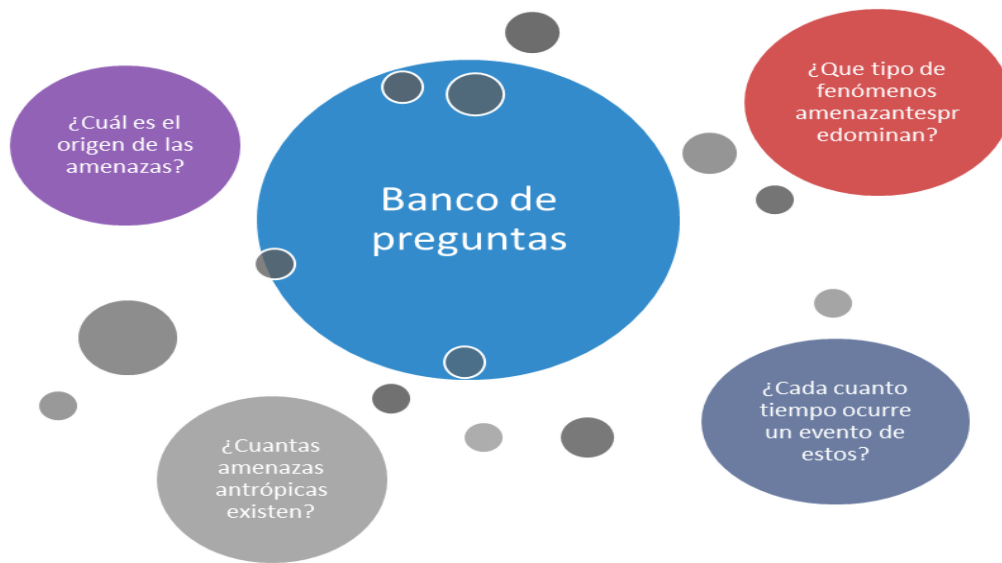 ¿Cuál es el
origen de las
amenazas?
Banco de
preguntas
¿Que tipo de
fenómenos
amenazantespr
edominan?
¿Cuantas
amenazas
antrópicas
existen?
¿Cada cuanto
tiempo ocurre
un evento de
estos?